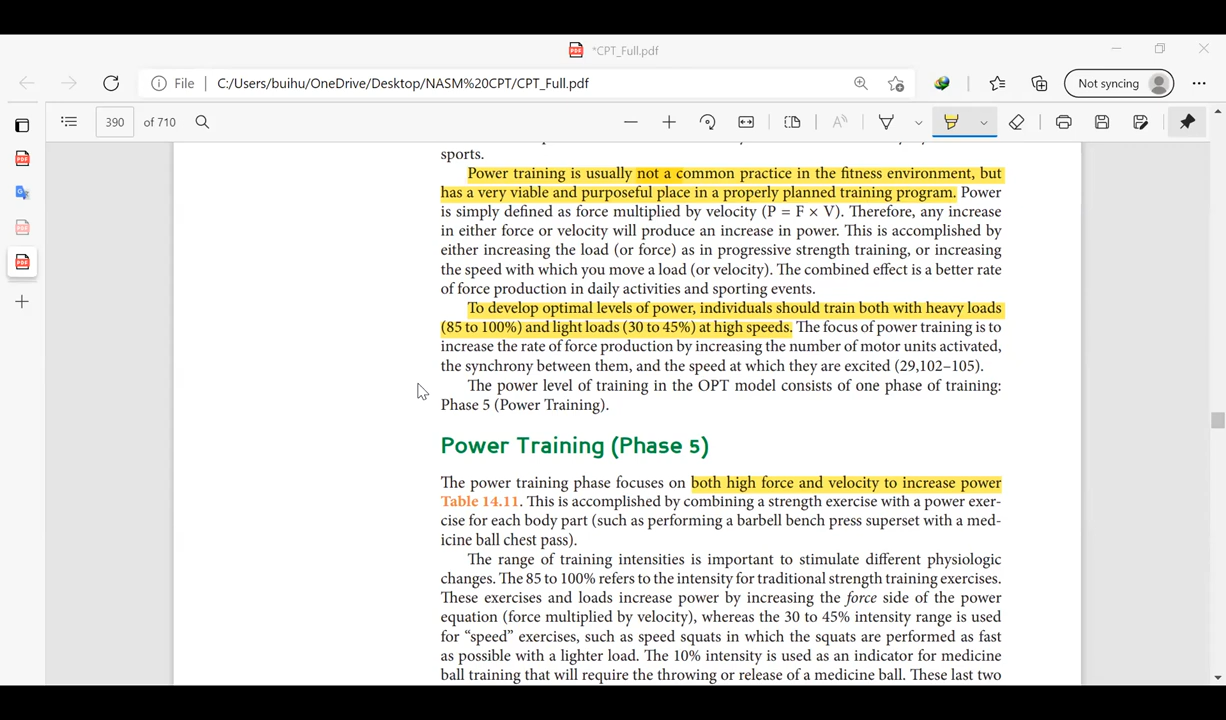 *CPT_Full.pdf
File
C:/Users/buihu/OneDrive/Desktop/NASM%20CPT/CPT_Full.pdf
Not syncing
390 of 710
sports.
Power training is usually not a common practice in the fitness environment, but
has a very viable and purposeful place in a properly planned training program. Power
is simply defined as force multiplied by velocity (P = F × V). Therefore, any increase
in either force or velocity will produce an increase in power. This is accomplished by
either increasing the load (or force) as in progressive strength training, or increasing
the speed with which you move a load (or velocity). The combined effect is a better rate
of force production in daily activities and sporting events.
To develop optimal levels of power, individuals should train both with heavy loads
(85 to 100%) and light loads (30 to 45%) at high speeds. The focus of power training is to
increase the rate of force production by increasing the number of motor units activated,
the synchrony between them, and the speed at which they are excited (29,102–105).
The power level of training in the OPT model consists of one phase of training:
Phase 5 (Power Training).
Power Training (Phase 5)
The power training phase focuses on both high force and velocity to increase power
Table 14.11. This is accomplished by combining a strength exercise with a power exer-
cise for each body part (such as performing a barbell bench press superset with a med-
icine ball chest pass).
The range of training intensities is important to stimulate different physiologic
changes. The 85 to 100% refers to the intensity for traditional strength training exercises.
These exercises and loads increase power by increasing the force side of the power
equation (force multiplied by velocity), whereas the 30 to 45% intensity range is used
for “speed” exercises, such as speed squats in which the squats are performed as fast
as possible with a lighter load. The 10% intensity is used as an indicator for medicine
ball training that will require the throwing or release of a medicine ball. These last two